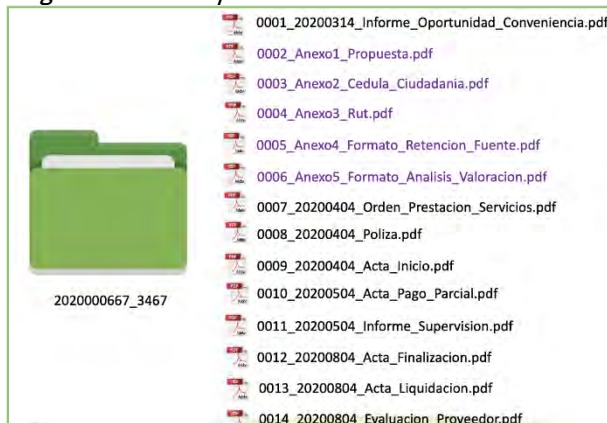 0001_20200314_Informe_Oportunidad_Conveniencia.pdf
0002_Anexo1_Propuesta.pdf
0003_Anexo2_Cedula_Ciudadania.pdf
0004_Anexo3_Rut.pdf
0005_Anexo4_Formato_Retencion_Fuente.pdf
0006_Anexo5_Formato_Analisis_Valoracion.pdf
0007_20200404_Orden_Prestacion_Servicios.pdf
0008_20200404_Poliza.pdf
0009_20200404_Acta_Inicio.pdf
2020000667_3467
0010_20200504_Acta_Pago_Parcial.pdf
0011_20200504_Informe_Supervision.pdf
0012_20200804_Acta_Finalizacion.pdf
0013_20200804_Acta_Liquidacion.pdf
0014_20200804_Evaluacion_Proveedor.pdf